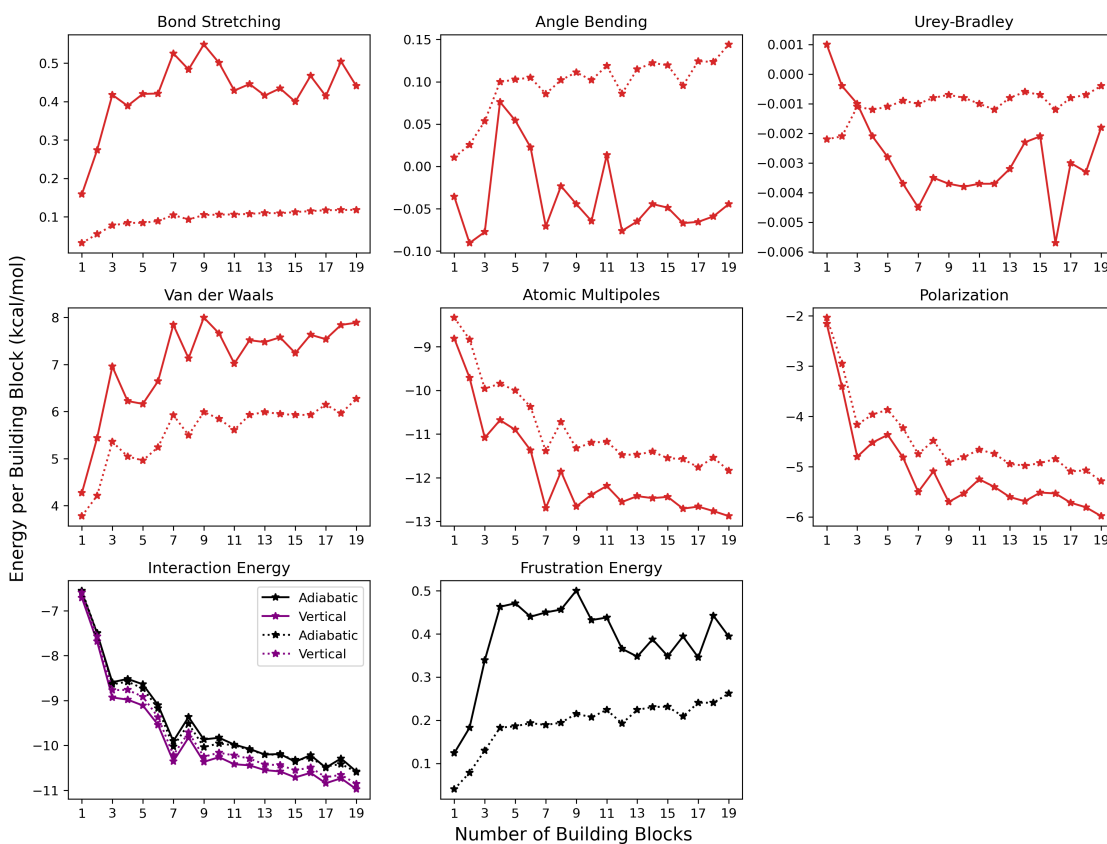 Bond Stretching
0.5
0.4
0.3
0.2
0.1
1 3 5 7 9 11 13 15 17 19
Angle Bending
0.15
0.10
0.05
0.00
−0.05
−0.10
1 3 5 7 9 11 13 15 17 19
Urey-Bradley
0.001
0.000
−0.001
−0.002
−0.003
−0.004
−0.005
−0.006
1 3 5 7 9 11 13 15 17 19
Energy per Building Block (kcal/mol)
Van der Waals
8
7
6
5
4
1 3 5 7 9 11 13 15 17 19
Atomic Multipoles
−9
−10
−11
−12
−13
1 3 5 7 9 11 13 15 17 19
Polarization
−2
−3
−4
−5
−6
1 3 5 7 9 11 13 15 17 19
Interaction Energy
Adiabatic
Vertical
Adiabatic
Vertical
−7
−8
−9
−10
−11
1 3 5 7 9 11 13 15 17 19
Frustration Energy
0.5
0.4
0.3
0.2
0.1
1 3 5 7 9 11 13 15 17 19
Number of Building Blocks